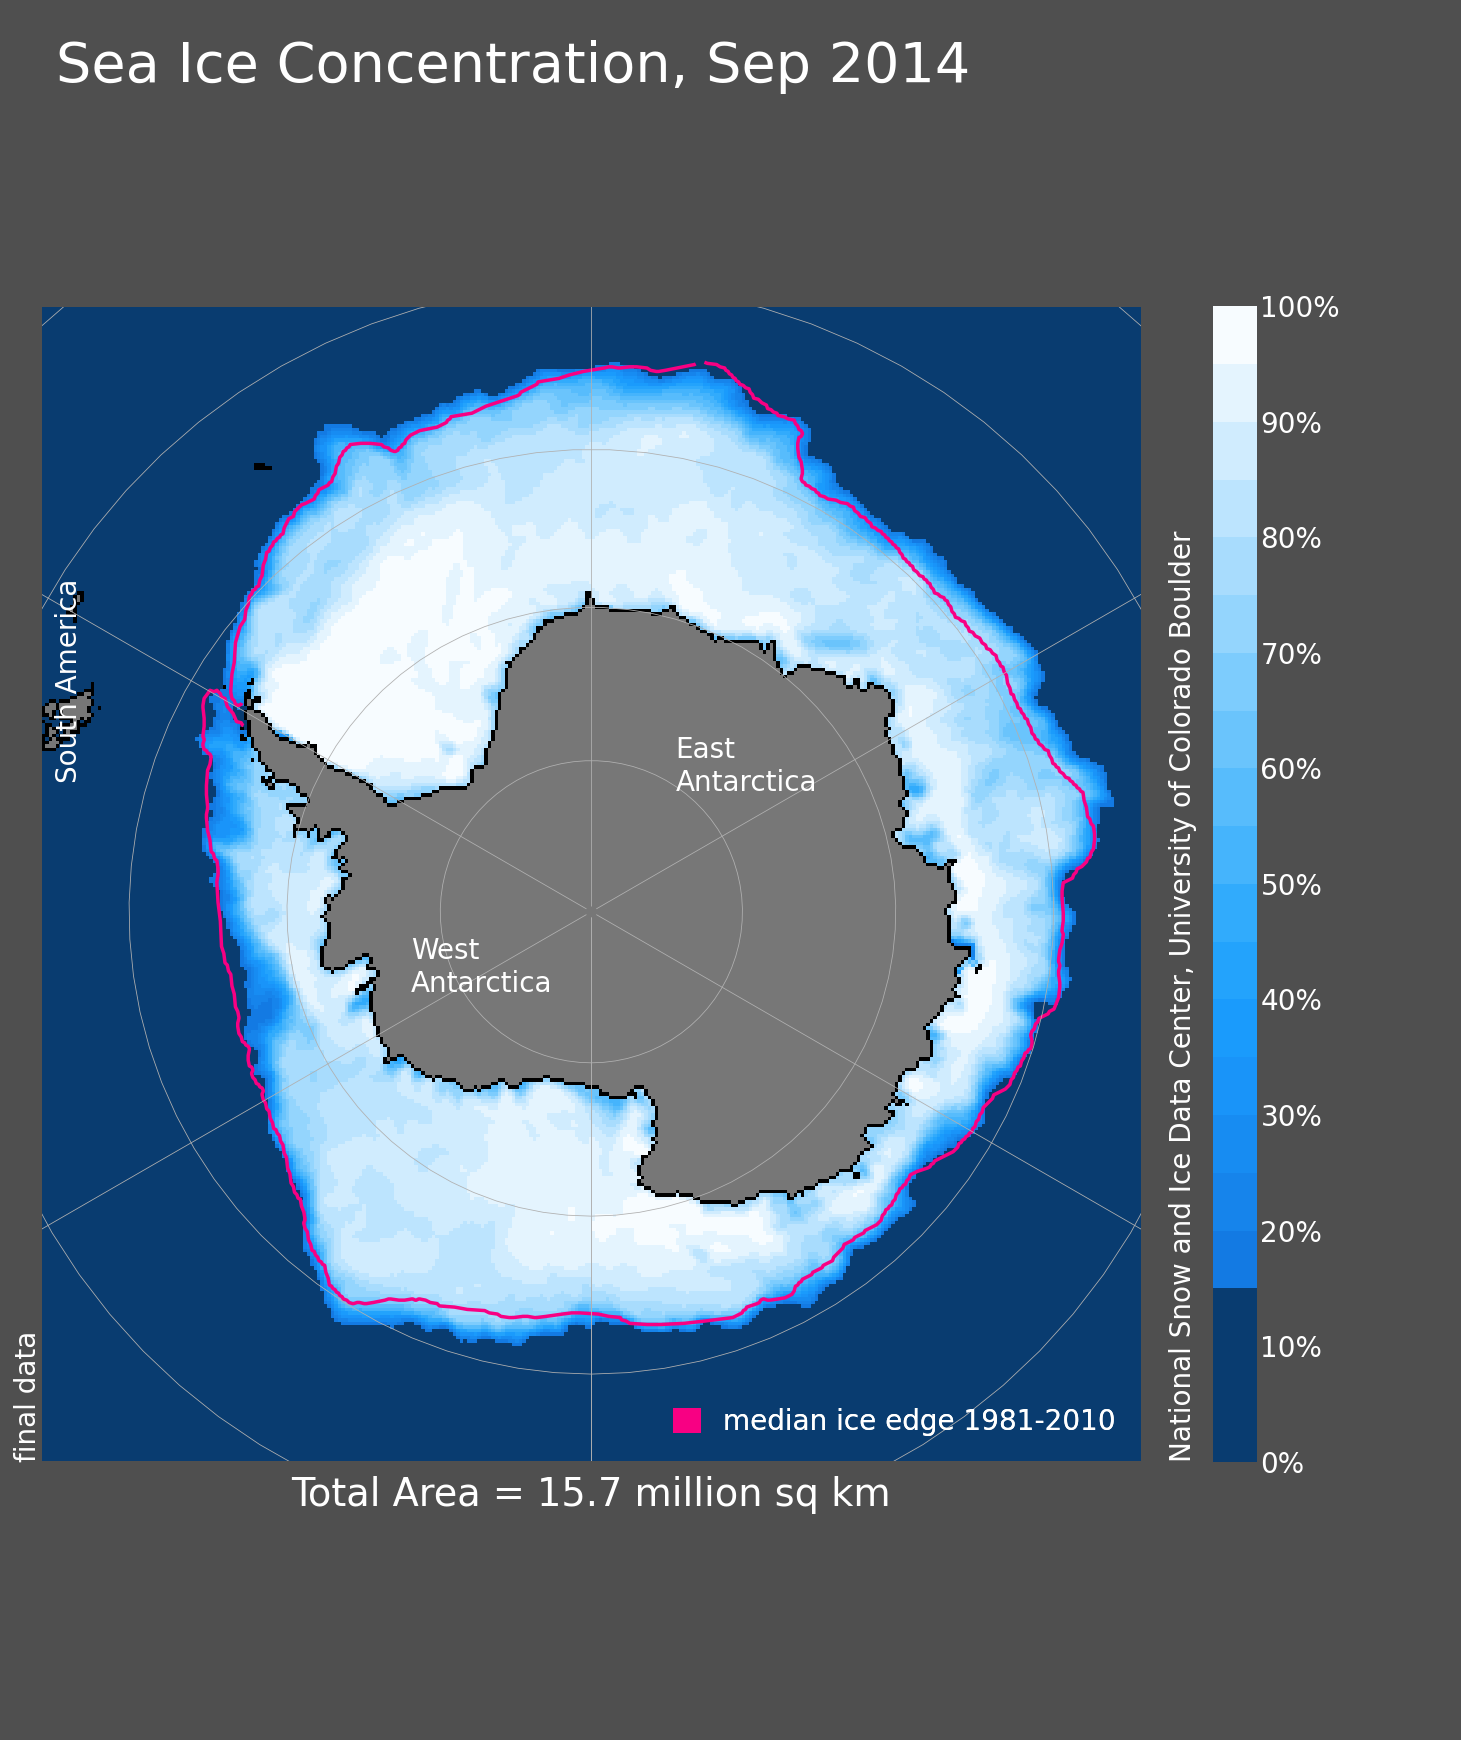 Sea Ice Concentration, Sep 2014
South America
East
Antarctica
West
Antarctica
median ice edge 1981-2010
final data
Total Area = 15.7 million sq km
National Snow and Ice Data Center, University of Colorado Boulder
100%
90%
80%
70%
60%
50%
40%
30%
20%
10%
0%